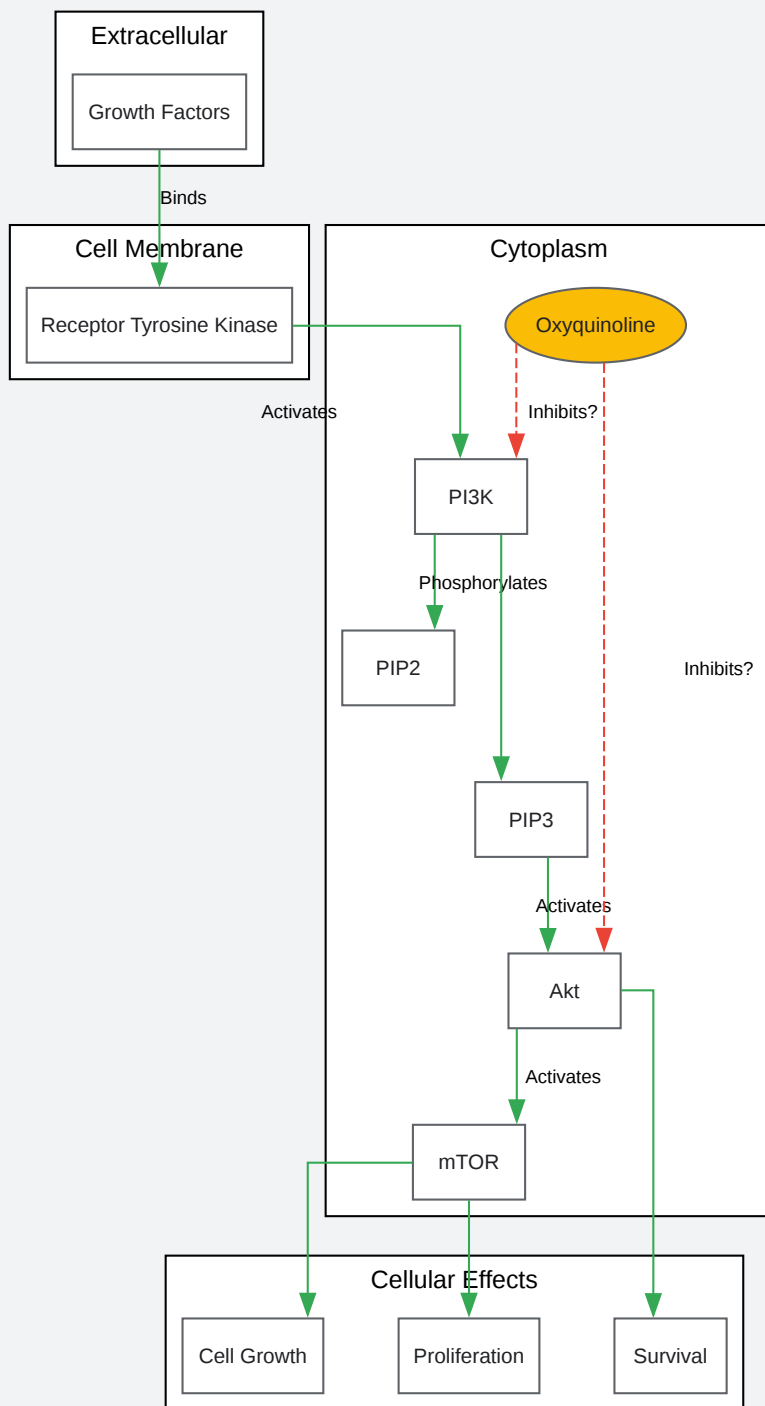 Extracellular
Growth Factors
Binds
Cell Membrane
Receptor Tyrosine Kinase
Cytoplasm
Oxyquinoline
Activates
Inhibits?
PI3K
Phosphorylates
PIP2
Inhibits?
PIP3
Activates
Akt
Activates
mTOR
Cellular Effects
Cell Growth
Proliferation
Survival